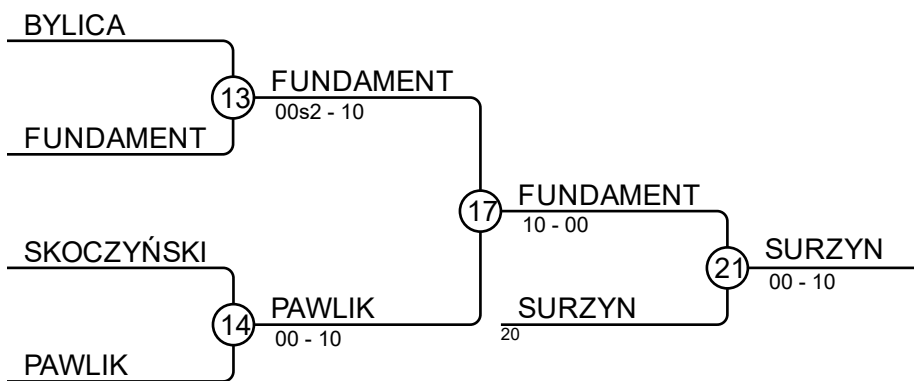 BYLICA
13
FUNDAMENT
00s2 - 10
FUNDAMENT
17
FUNDAMENT
10 - 00
SKOCZYŃSKI
14
PAWLIK
00 - 10
PAWLIK
21
SURZYN
00 - 10
SURZYN
20